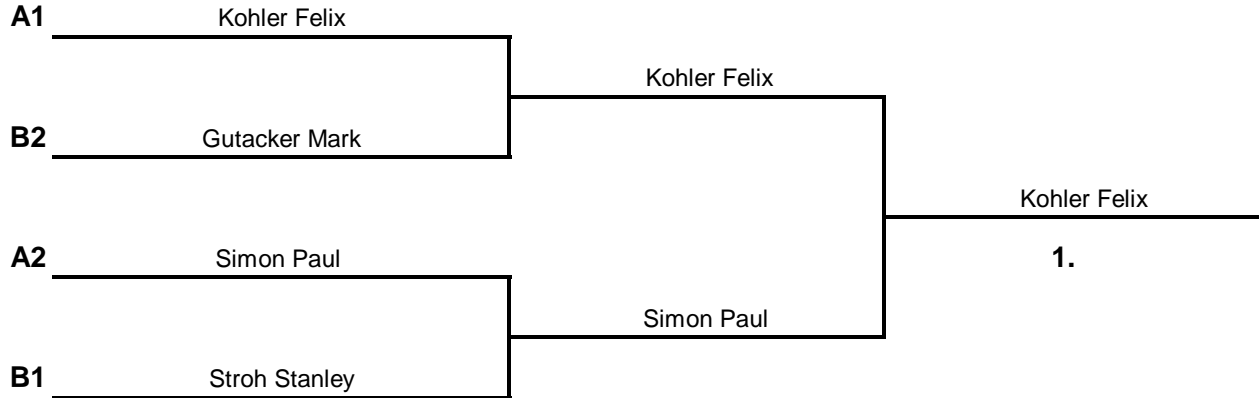 A1 Kohler Felix
Kohler Felix
B2 Gutacker Mark
Kohler Felix
A2 Simon Paul
1.
Simon Paul
B1 Stroh Stanley